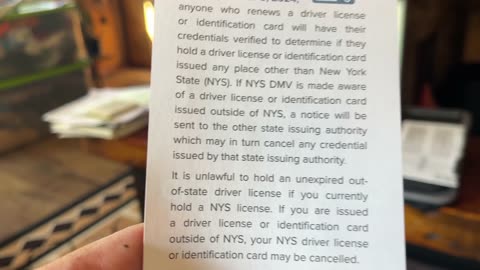 2024,
anyone who renews a driver license
or identification card will have their
credentials verified to determine if they
hold a driver license or identification card
issued any place other than New York
State (NYS). If NYS DMV is made aware
of a driver license or identification card
issued outside of NYS, a notice will be
sent to the other state issuing authority
which may in turn cancel any credential
issued by that state issuing authority.
It is unlawful to hold an unexpired out-
of-state driver license if you currently
hold a NYS license. If you are issued
a driver license or identification card
outside of NYS, your NYS driver license
or identification card may be cancelled.